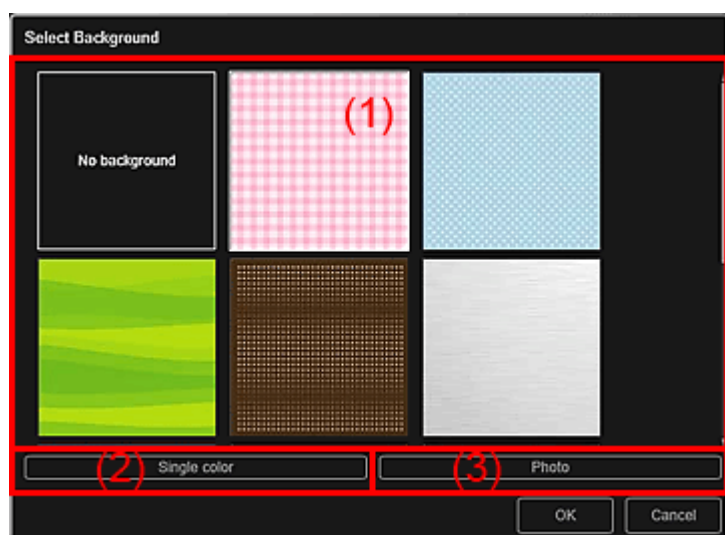 Select Background
(1)
No background
(2) Single color
(3) Photo
OK
Cancel